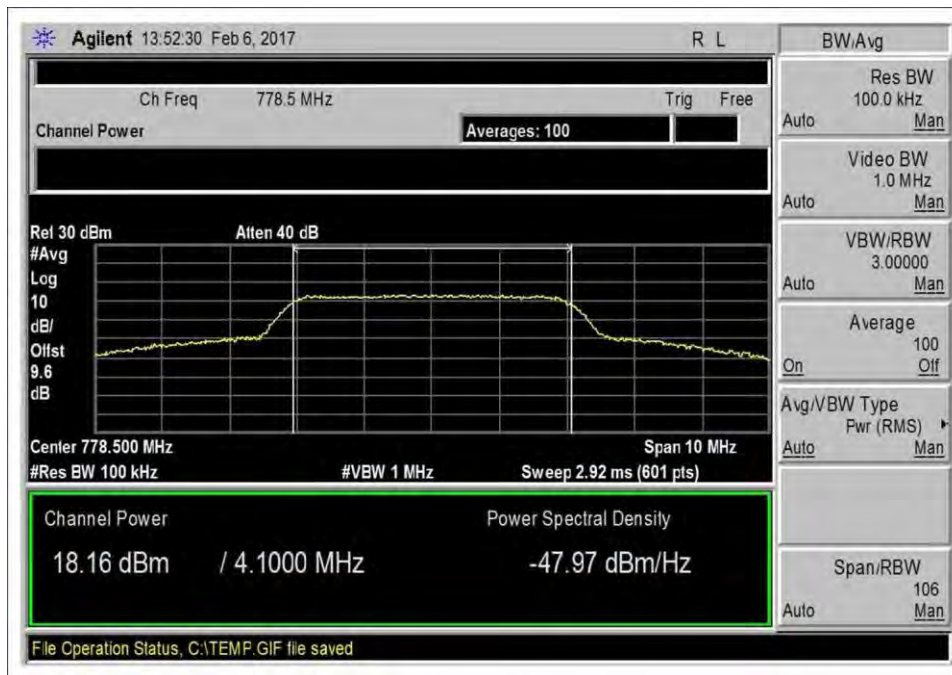 Agilent 13:52:30 Feb 6, 2017 R L
Ch Freq 778.5 MHz Trig Free
Channel Power
Averages: 100
Ref 30 dBm Atten 40 dB
#Avg
Log
10
dB/
Offst
9.6
dB
Center 778.500 MHz Span 10 MHz
#Res BW 100 kHz #VBW 1 MHz Sweep 2.92 ms (601 pts)
Channel Power Power Spectral Density
18.16 dBm / 4.1000 MHz -47.97 dBm/Hz
File Operation Status, C:\TEMP.GIF file saved
BW/Avg
Res BW
100.0 kHz
Auto Man
Video BW
1.0 MHz
Auto Man
VBW/RBW
3.00000
Auto Man
Average
100
On Off
Avg/VBW Type
Pwr (RMS)
Auto Man
Span/RBW
106
Auto Man